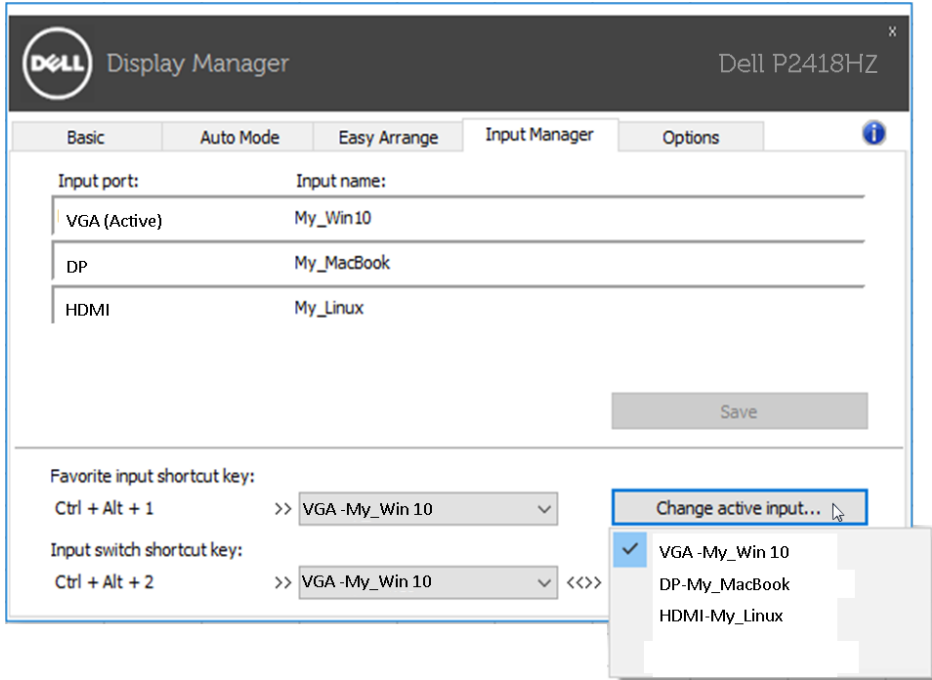 x
DELL Display Manager Dell P2418HZ
Basic Auto Mode Easy Arrange Input Manager Options i
Input port: Input name:
VGA (Active) My_Win10
DP My_MacBook
HDMI My_Linux
Save
Favorite input shortcut key:
Ctrl + Alt + 1 >> VGA -My_Win 10 Change active input...
Input switch shortcut key:
VGA -My_Win 10
Ctrl + Alt + 2 >> VGA -My_Win 10 <<>> DP-My_MacBook
HDMI-My_Linux